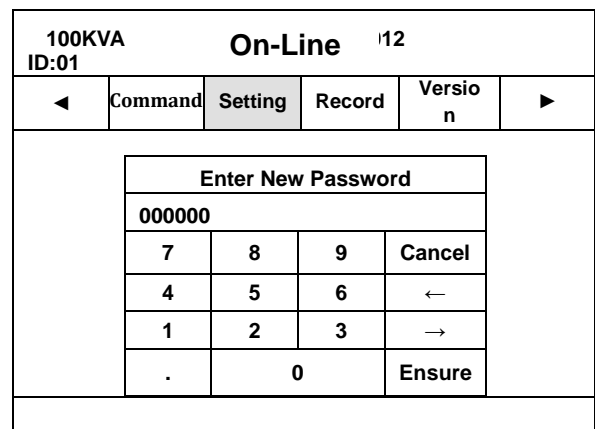 100KVA On-Line 012
ID:01
◄ Command Setting Record Versio
n ►
Enter New Password
000000
7 8 9 Cancel
4 5 6 ←
1 2 3 →
. 0 Ensure